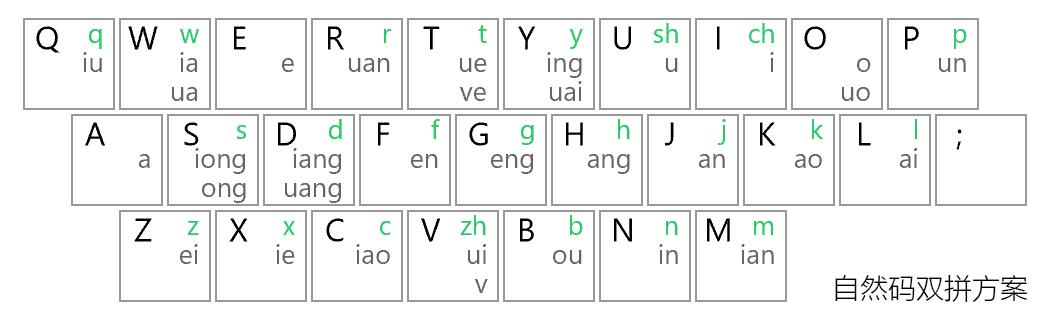 Q q W w E R r T t Y y U sh I ch O P p
iu ia e uan ue ing u i o un
ua ve uai uo
A S s D d F f G g H h J j K k L l ;
a iong iang en eng ang an ao ai
ong uang
Z z X x C c V zh B b N n M m
ei ie iao ui ou in ian
v
自然码双拼方案